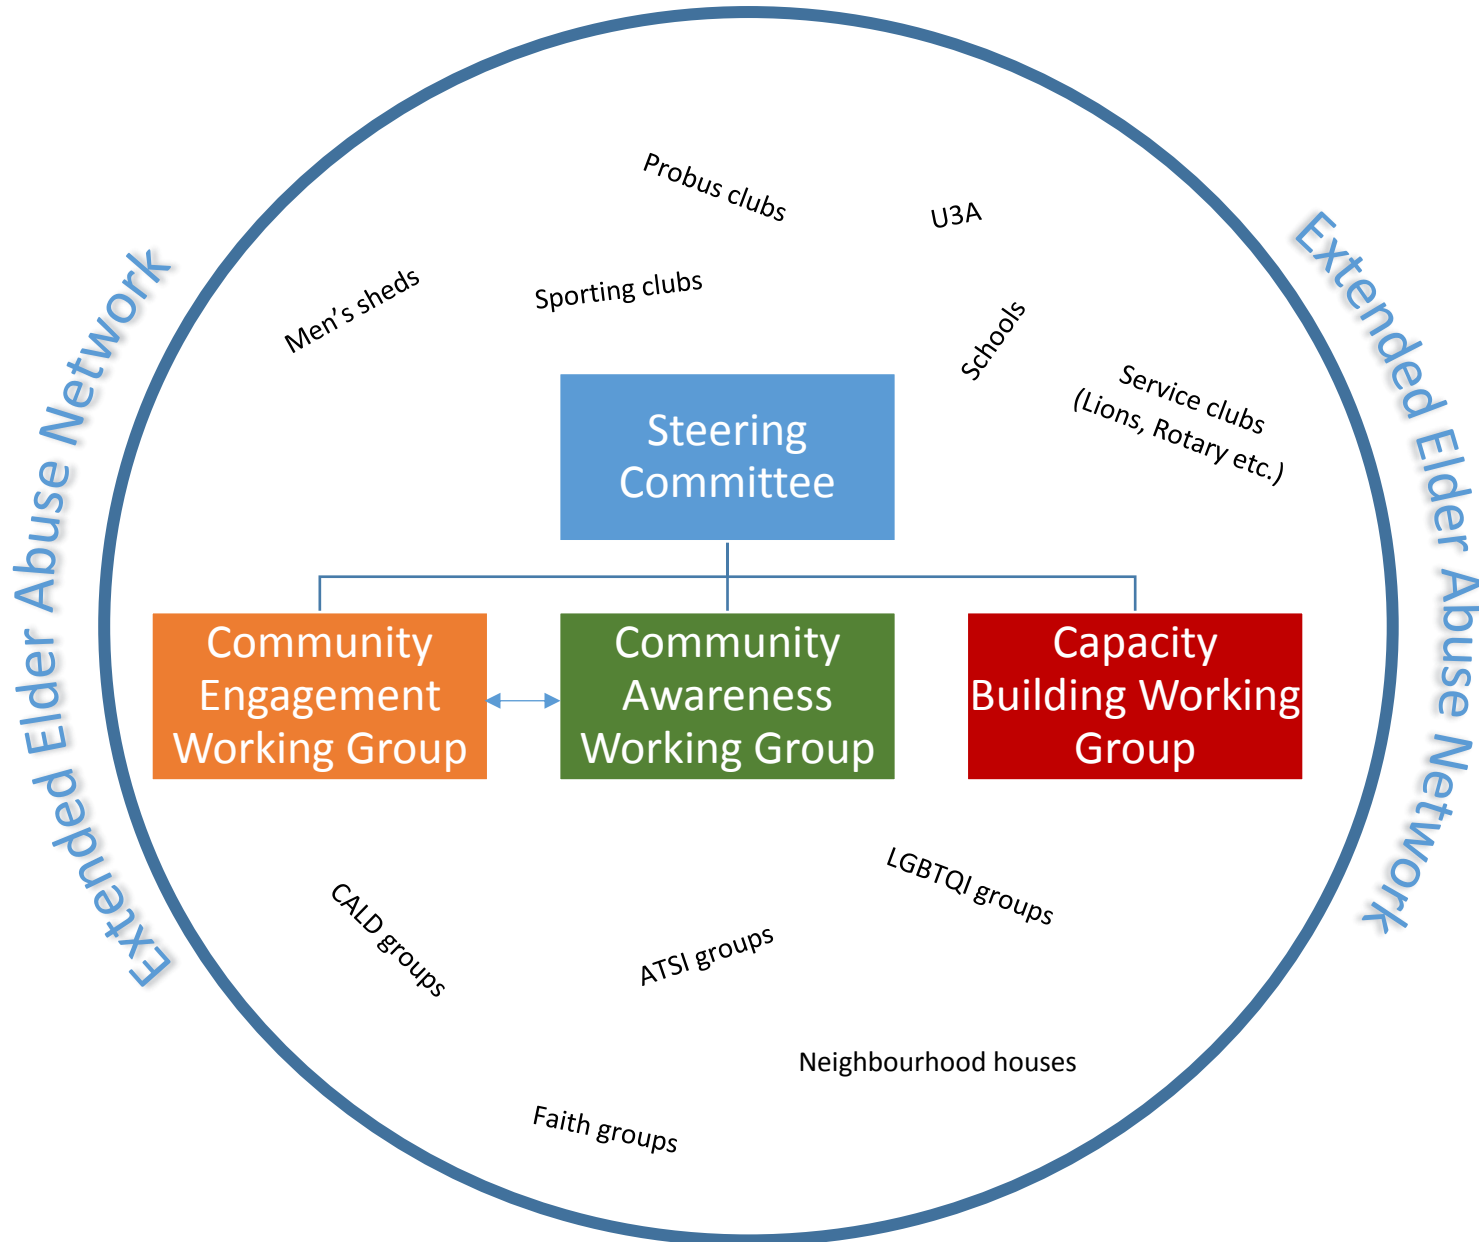 Probus clubs
U3A
Men’s sheds
Sporting clubs
Schools
Service clubs
(Lions, Rotary etc.)
Extended Elder Abuse Network
Extended Elder Abuse Network
Steering
Committee
Community
Engagement
Working Group
Community
Awareness
Working Group
Capacity
Building Working
Group
CALD groups
ATSI groups
LGBTQI groups
Neighbourhood houses
Faith groups